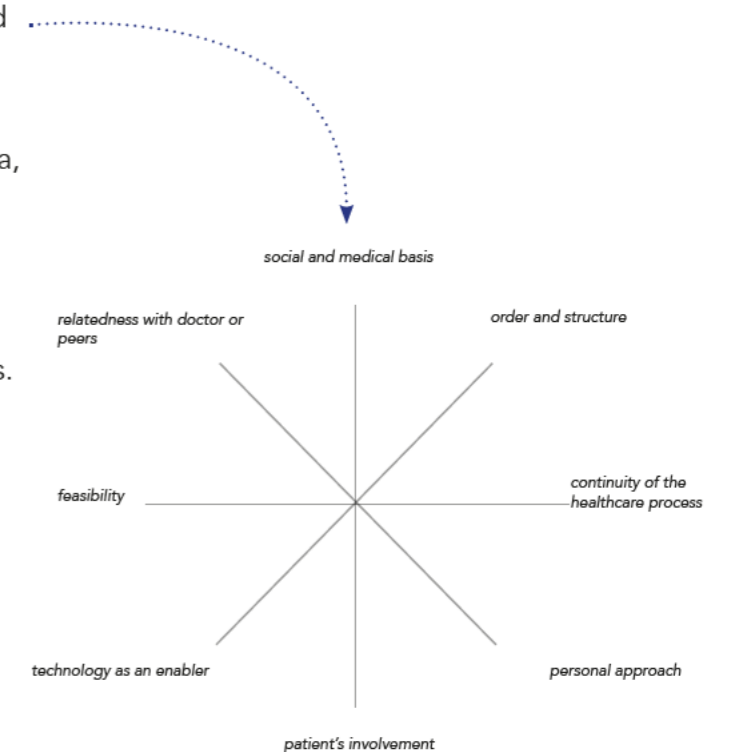 d
a,
social and medical basis
relatedness with doctor or
peers
order and structure
s.
continuity of the
healthcare process
feasibility
technology as an enabler
personal approach
patient's involvement